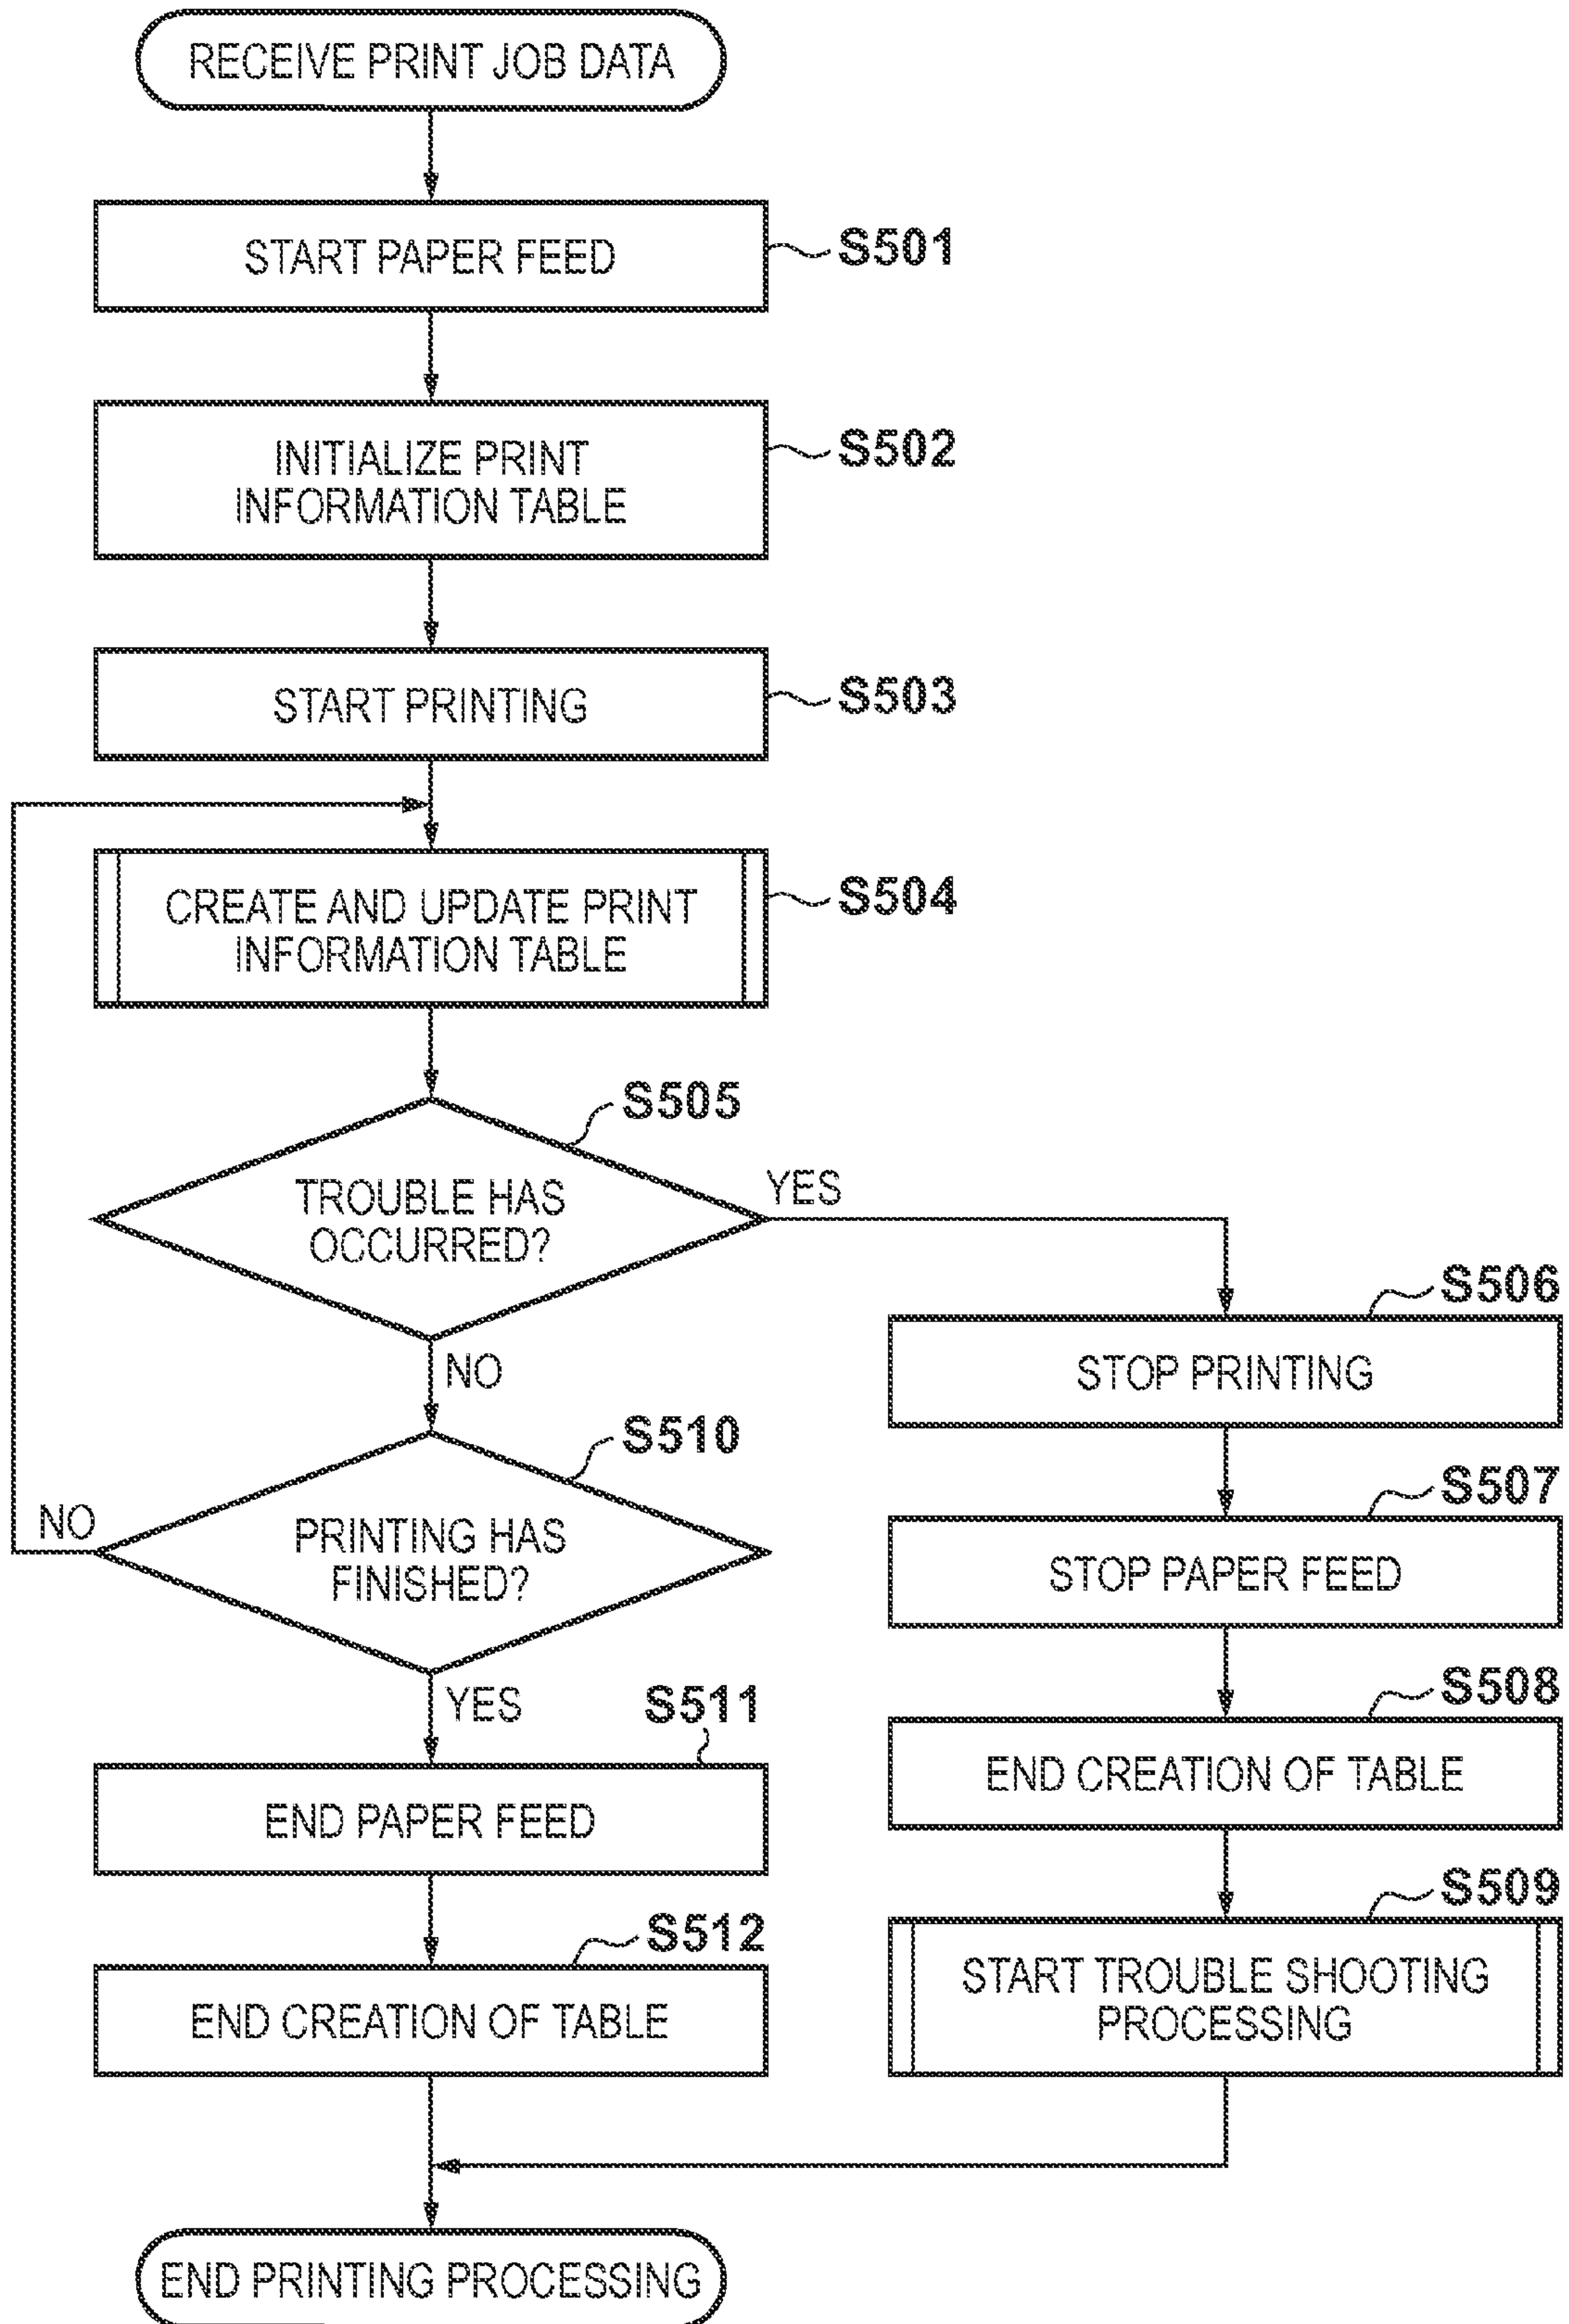 RECEIVE PRINT JOB DATA
START PAPER FEED
S501
INITIALIZE PRINT
INFORMATION TABLE
S502
START PRINTING
S503
CREATE AND UPDATE PRINT
INFORMATION TABLE
S504
S505
TROUBLE HAS
OCCURRED?
YES
NO
S510
PRINTING HAS
FINISHED?
NO
YES
S511
END PAPER FEED
S512
END CREATION OF TABLE
S506
STOP PRINTING
S507
STOP PAPER FEED
S508
END CREATION OF TABLE
S509
START TROUBLE SHOOTING
PROCESSING
END PRINTING PROCESSING